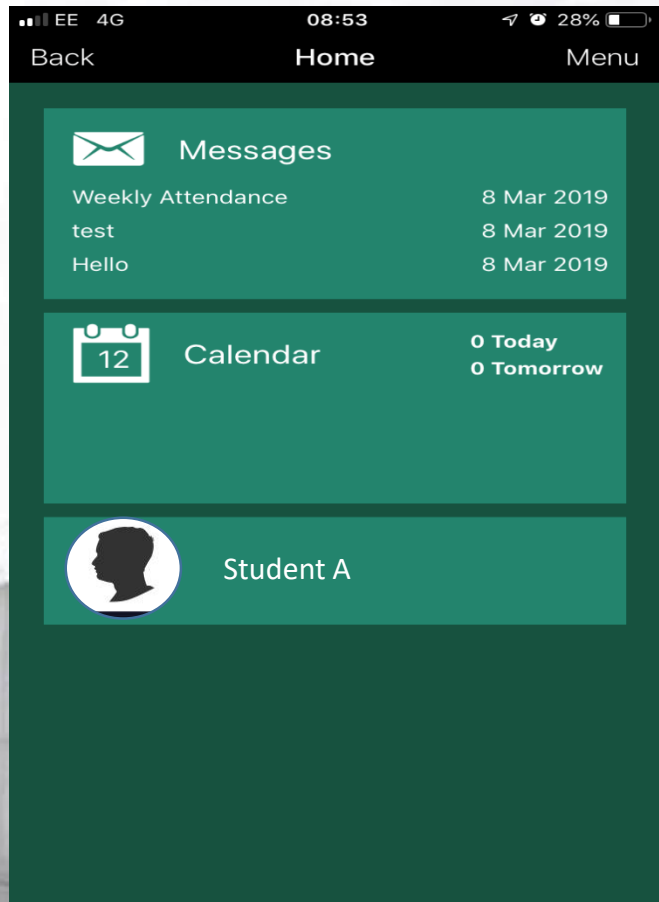 EE 4G 08:53 28%
Back Home Menu
Messages
Weekly Attendance 8 Mar 2019
test 8 Mar 2019
Hello 8 Mar 2019
12 Calendar
0 Today
0 Tomorrow
Student A